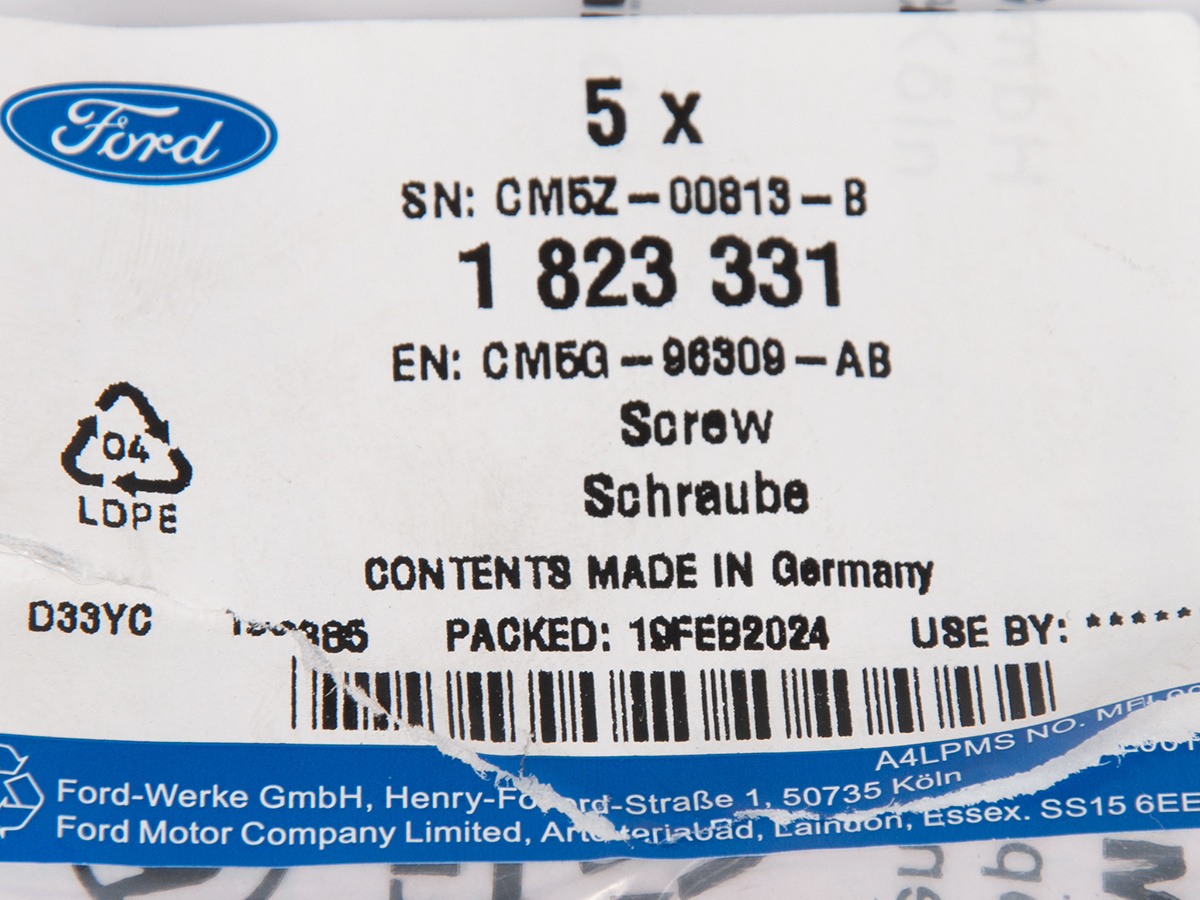 Ford
5 x
SN: CM5Z-00813-B
1 823 331
EN: CM5G-96309-AB
Screw
Schraube
04
LDPE
CONTENTS MADE IN Germany
D33YC PACKED: 19FEB2024 USE BY: *****
A4LPMS NO.
Ford-Werke GmbH, Henry-Ford-Straße 1, 50735 Köln
Ford Motor Company Limited, Laindon, Essex. SS15 6EE